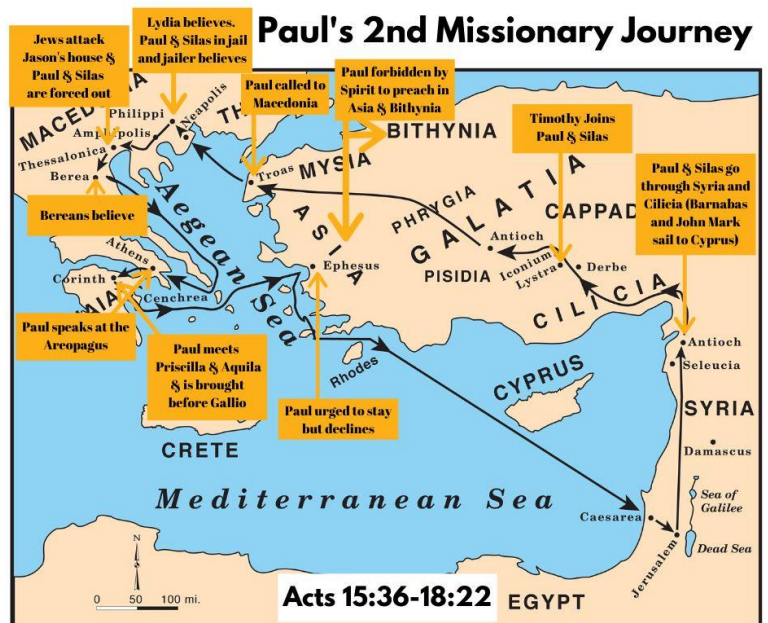 Paul's 2nd Missionary Journey
Jews attack
Jason's house &
Paul & Silas
are forced out
Lydia believes.
Paul & Silas in jail
and jailer believes
Paul called to
Macedonia
Paul forbidden by
Spirit to preach in
Asia & Bithynia
Timothy Joins
Paul & Silas
Paul & Silas go
through Syria and
Cilicia (Barnabas
and John Mark
sail to Cyprus)
Philippi
Neapolis
Amphipolis
Thessalonica
Berea
BITHYNIA
Troas
MYSIA
PHRYGIA
GALATIA
CAPPAD
Bereans believe
Aegean
Sea
ASIA
Antioch
PISIDIA
Iconium
Lystra
Derbe
CILICIA
Athens
Corinth
Cenchrea
Ephesus
Paul speaks at the
Areopagus
Paul meets
Priscilla & Aquila
& is brought
before Gallio
Paul urged to stay
but declines
Rhodes
CYPRUS
Antioch
Seleucia
SYRIA
Damascus
CRETE
Mediterranean Sea
Caesarea
Sea of
Galilee
Jerusalem
Dead Sea
N
0 50 100 mi.
Acts 15:36-18:22
EGYPT